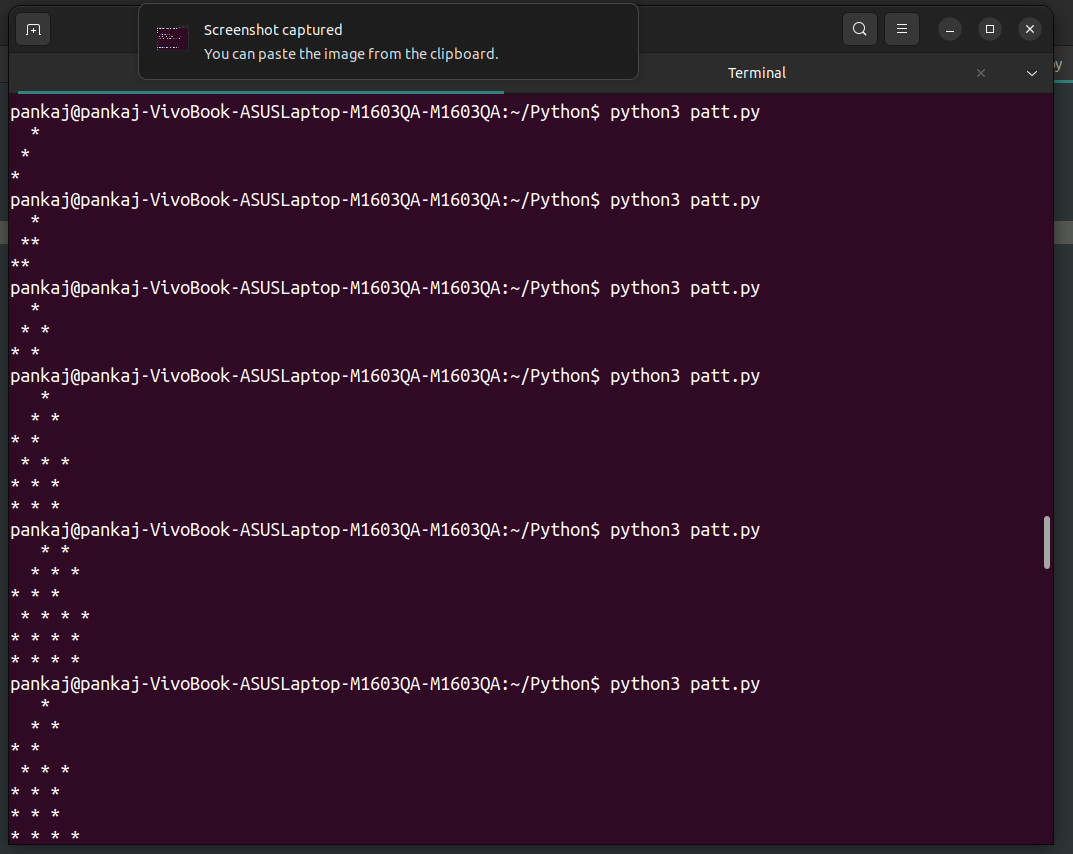 Screenshot captured
You can paste the image from the clipboard.
Terminal
py
pankaj@pankaj-VivoBook-ASUSLaptop-M1603QA-M1603QA:~/Python$ python3 patt.py
  *
 *
*
pankaj@pankaj-VivoBook-ASUSLaptop-M1603QA-M1603QA:~/Python$ python3 patt.py
  *
 **
**
pankaj@pankaj-VivoBook-ASUSLaptop-M1603QA-M1603QA:~/Python$ python3 patt.py
  *
 * *
* *
pankaj@pankaj-VivoBook-ASUSLaptop-M1603QA-M1603QA:~/Python$ python3 patt.py
   *
  * *
* *
 * * *
* * *
* * *
pankaj@pankaj-VivoBook-ASUSLaptop-M1603QA-M1603QA:~/Python$ python3 patt.py
   * *
  * * *
* * *
 * * * *
* * * *
* * * *
pankaj@pankaj-VivoBook-ASUSLaptop-M1603QA-M1603QA:~/Python$ python3 patt.py
   *
  * *
* *
 * * *
* * *
* * *
* * * *